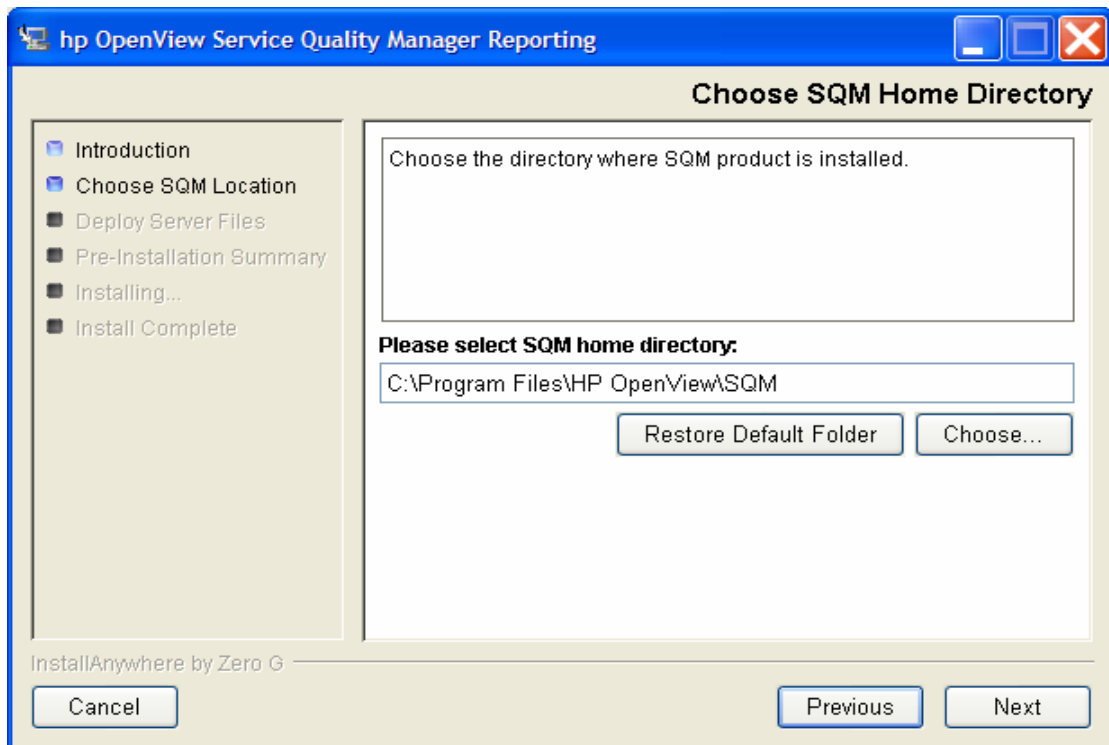 hp OpenView Service Quality Manager Reporting
Choose SQM Home Directory
Introduction
Choose SQM Location
Deploy Server Files
Pre-Installation Summary
Installing...
Install Complete
Choose the directory where SQM product is installed.
Please select SQM home directory:
C:\Program Files\HP OpenView\SQM
Restore Default Folder
Choose...
InstallAnywhere by Zero G
Cancel
Previous
Next